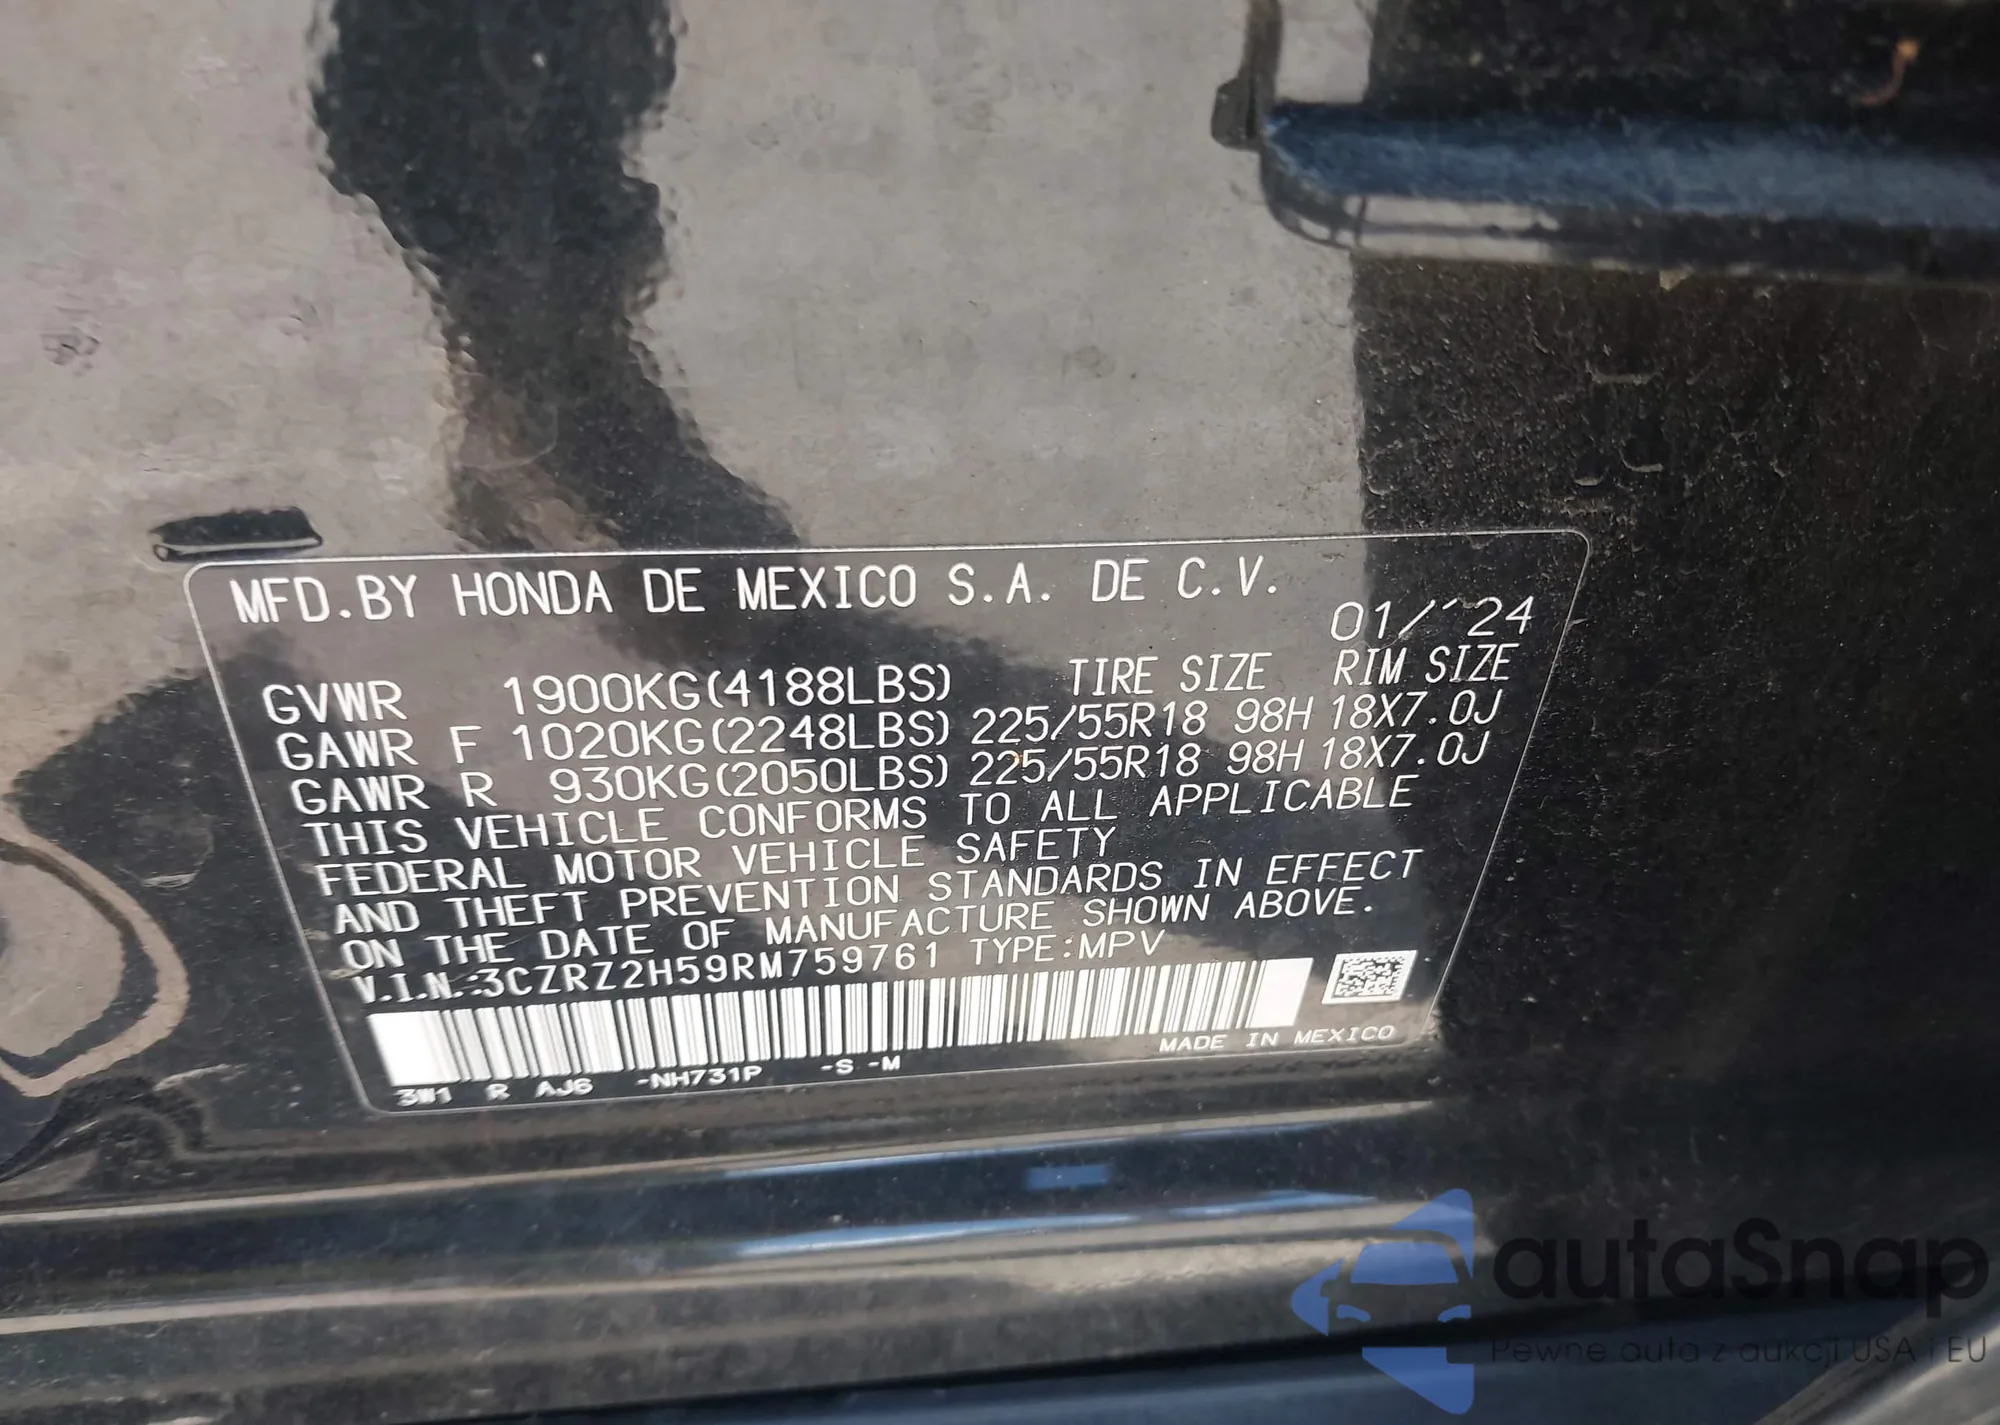 MFD.BY HONDA DE MEXICO S.A. DE C.V.
01/'24
TIRE SIZE RIM SIZE
GVWR 1900KG(4188LBS)
GAWR F 1020KG(2248LBS) 225/55R18 98H 18X7.0J
GAWR R 930KG(2050LBS) 225/55R18 98H 18X7.0J
THIS VEHICLE CONFORMS TO ALL APPLICABLE
FEDERAL MOTOR VEHICLE SAFETY
AND THEFT PREVENTION STANDARDS IN EFFECT
ON THE DATE OF MANUFACTURE SHOWN ABOVE.
V.I.N.:3CZRZ2H59RM759761 TYPE:MPV
MADE IN MEXICO
3W1 R AJ6 -NH731P -S -M
autaSnap
Pewne auta z aukcji USA i EU